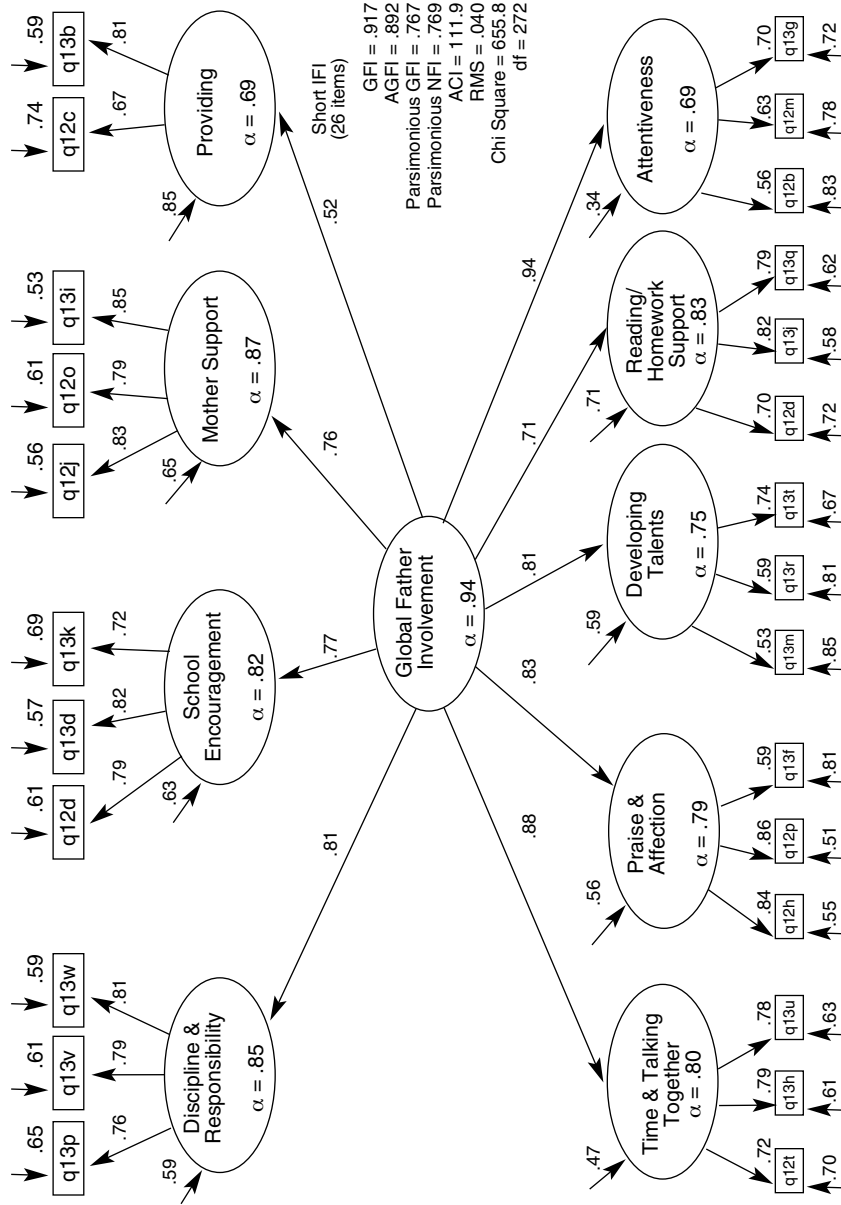 .65
.61
.59
q13p
q13v
q13w
.76
.79
.81
Discipline &
Responsibility
α = .85
.59
.61
.57
.69
q12d
q13d
q13k
.79
.82
.72
School
Encouragement
α = .82
.63
.56
.61
.53
q12j
q12o
q13i
.83
.79
.85
Mother Support
α = .87
.65
.74
.59
q12c
q13b
.67
.81
Providing
α = .69
.85
Short IFI
(26 items)
GFI = .917
AGFI = .892
Parsimonious GFI = .767
Parsimonious NFI = .769
ACI = 111.9
RMS = .040
Chi Square = 655.8
df = 272
.81
.77
.76
.52
Global Father
Involvement
α = .94
.88
.83
.81
.71
.94
.47
Time & Talking
Together
α = .80
.72
.79
.78
q12t
q13h
q13u
.70
.61
.63
.56
Praise &
Affection
α = .79
.84
.86
.59
q12h
q12p
q13f
.55
.51
.81
.59
Developing
Talents
α = .75
.53
.59
.74
q13m
q13r
q13t
.85
.81
.67
.71
Reading/
Homework
Support
α = .83
.70
.82
.79
q12d
q13j
q13q
.72
.58
.62
.34
Attentiveness
α = .69
.56
.63
.70
q12b
q12m
q13g
.83
.78
.72